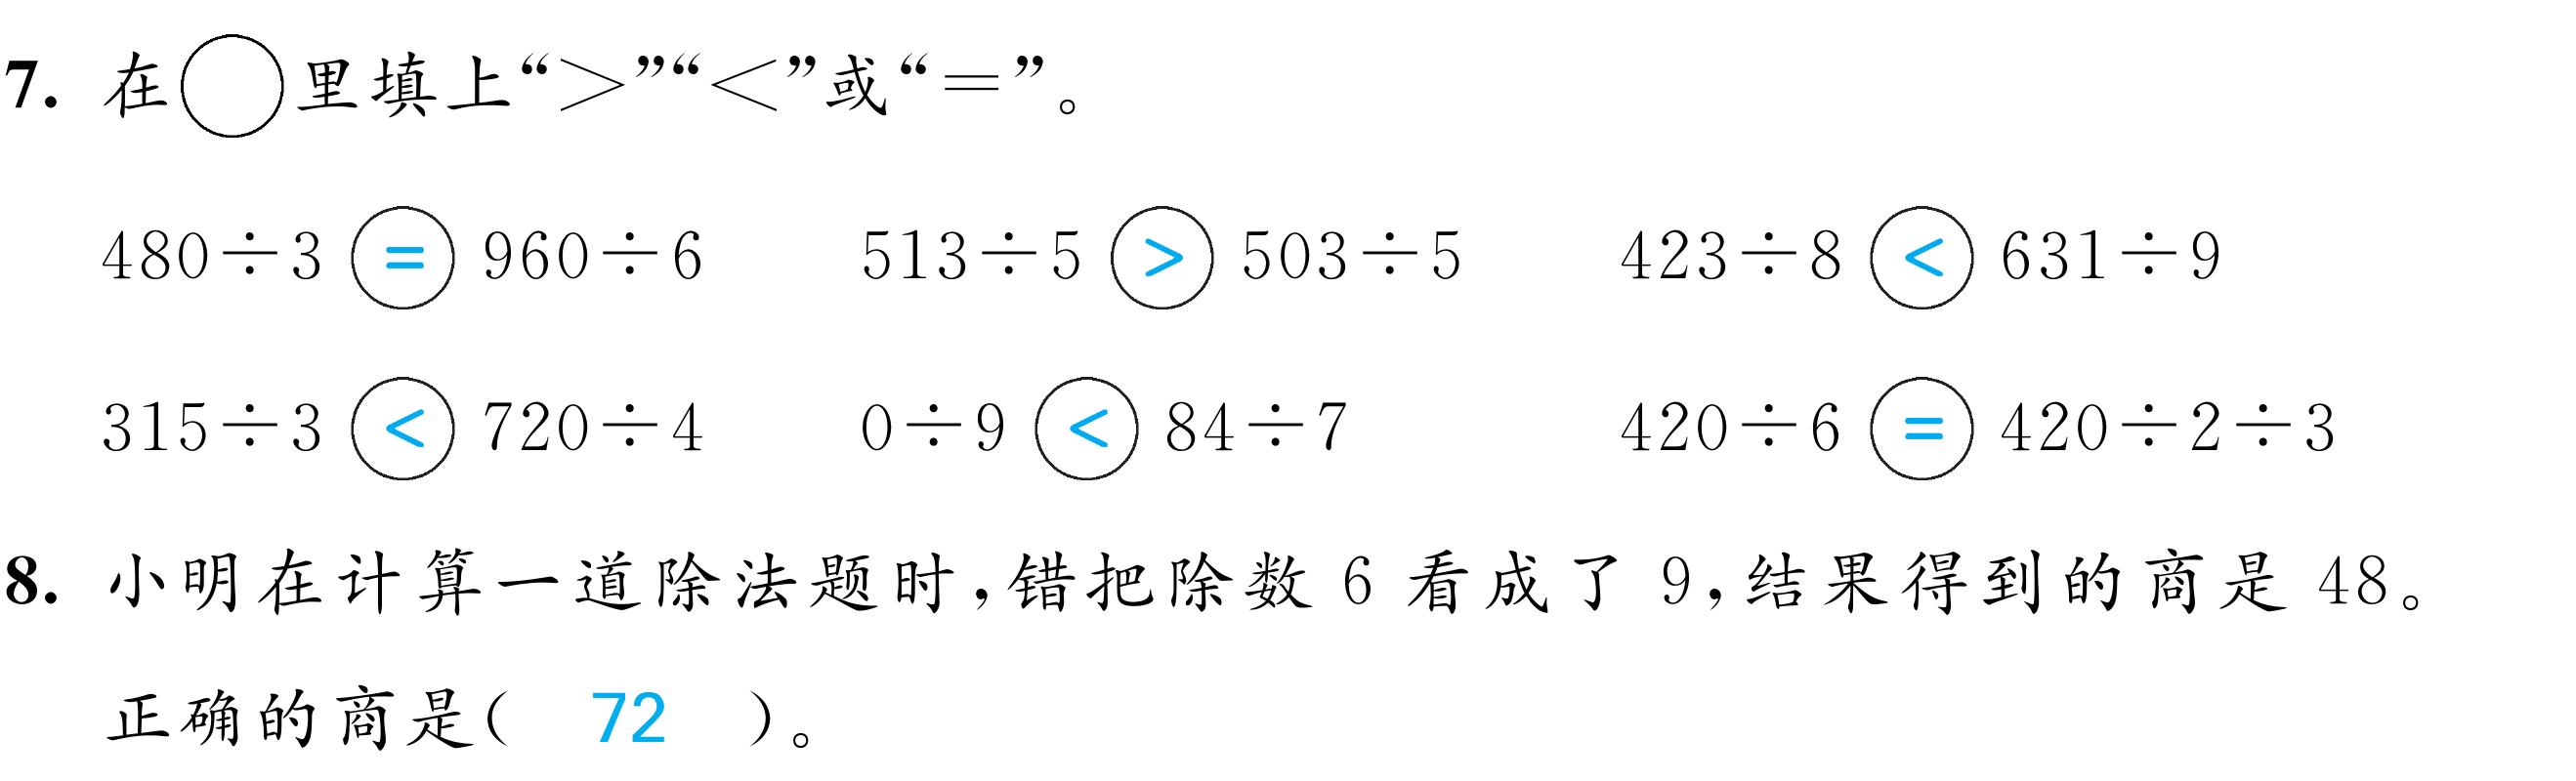 7. 在○里填上“>”“<”或“=”。
480÷3 = 960÷6 513÷5 > 503÷5 423÷8 < 631÷9
315÷3 < 720÷4 0÷9 < 84÷7 420÷6 = 420÷2÷3
8. 小明在计算一道除法题时,错把除数 6 看成了 9,结果得到的商是 48。
正确的商是( 72 )。